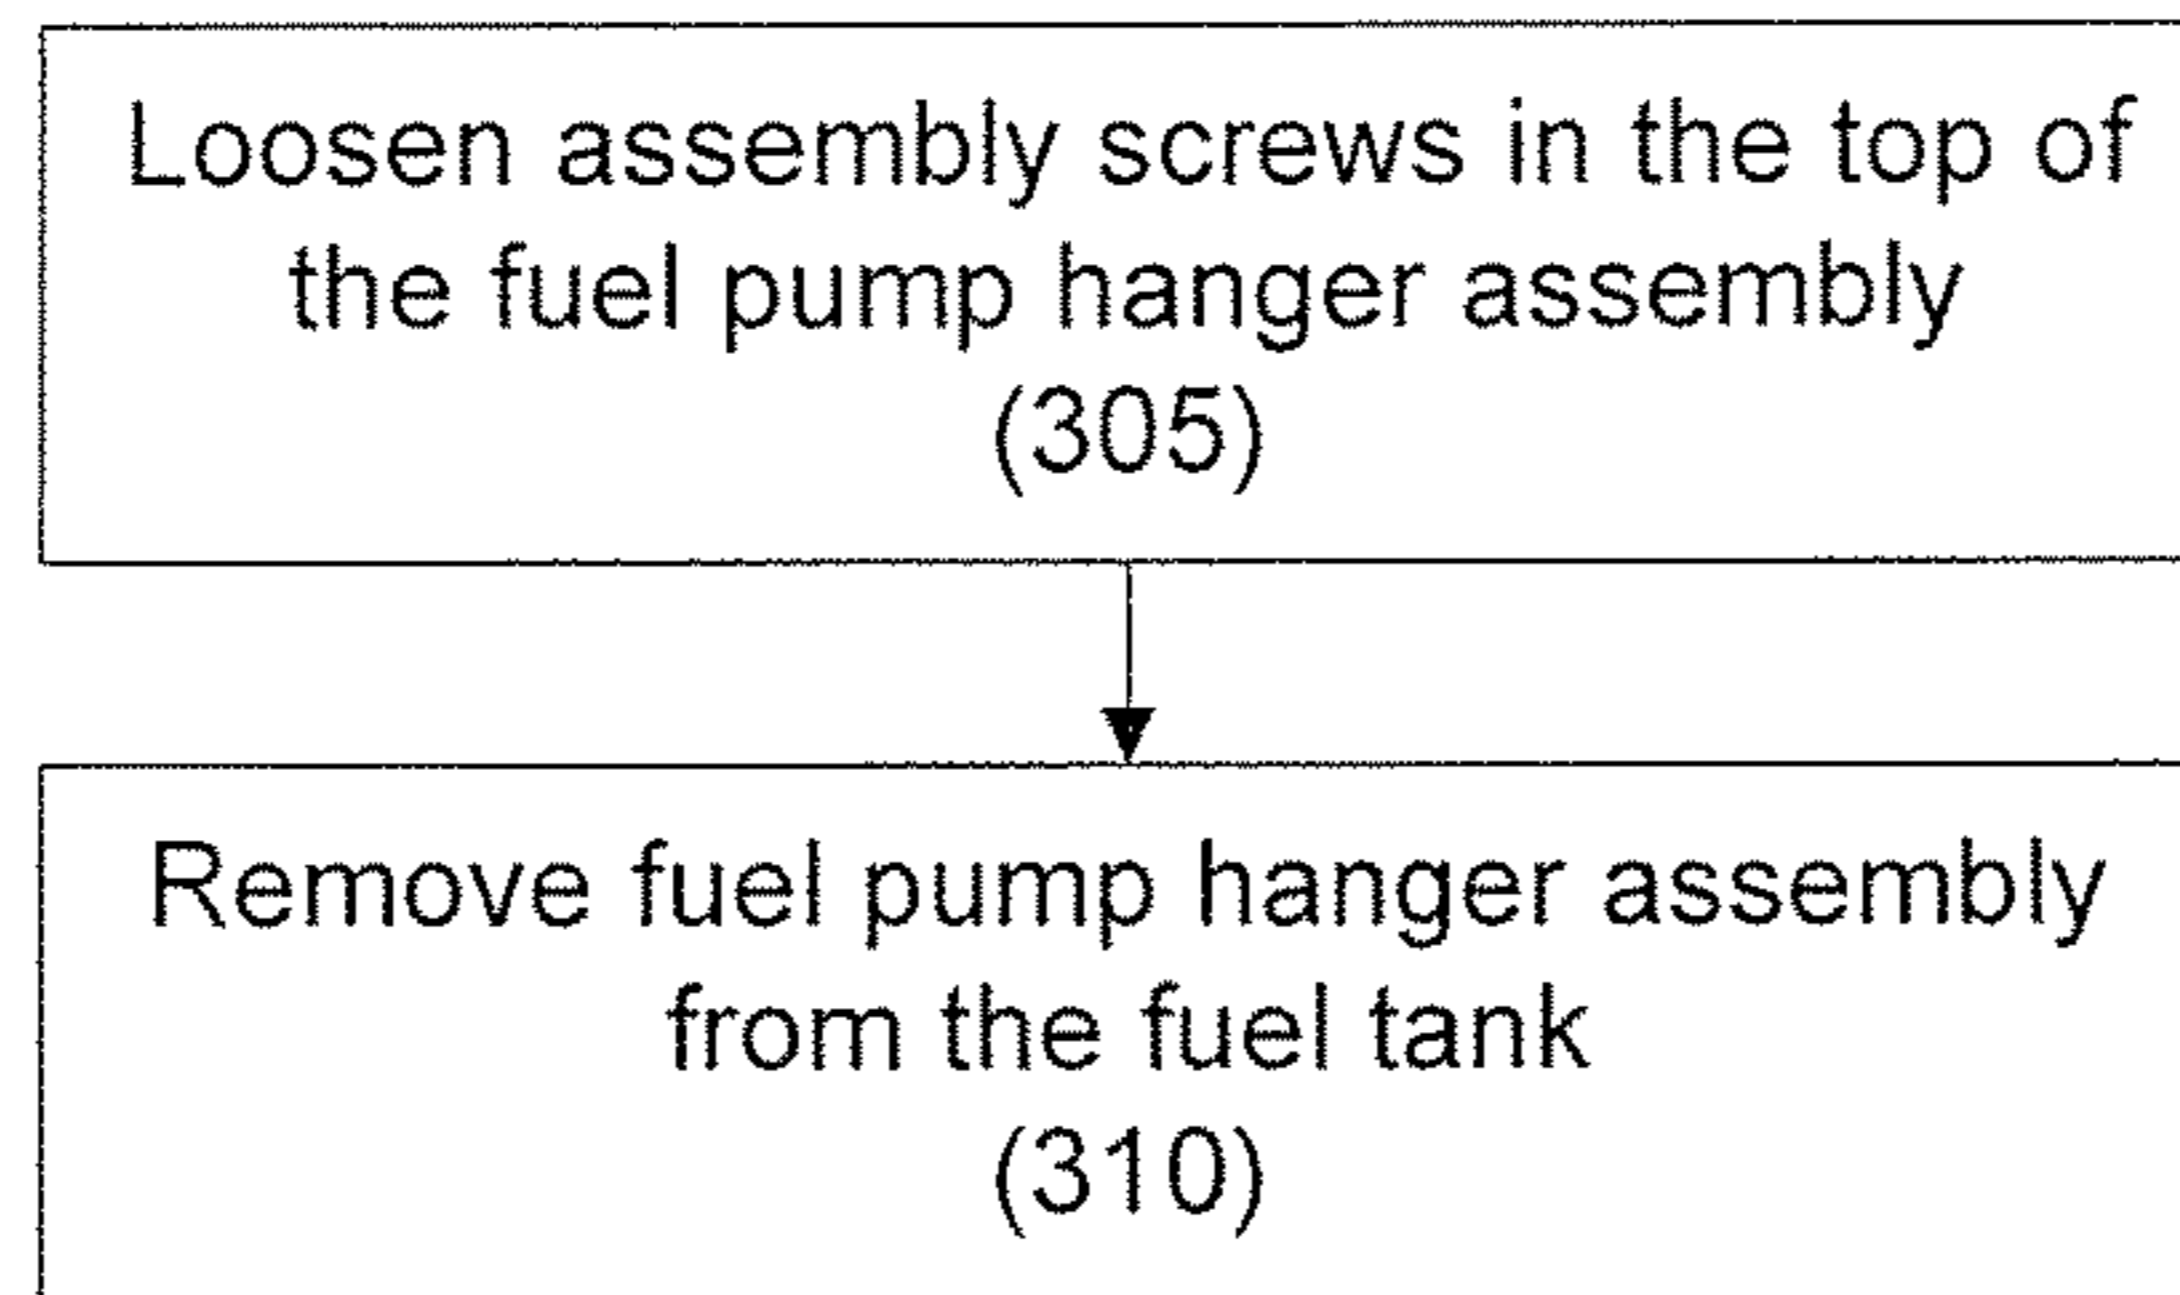 Loosen assembly screws in the top of
the fuel pump hanger assembly
(305)
Remove fuel pump hanger assembly
from the fuel tank
(310)